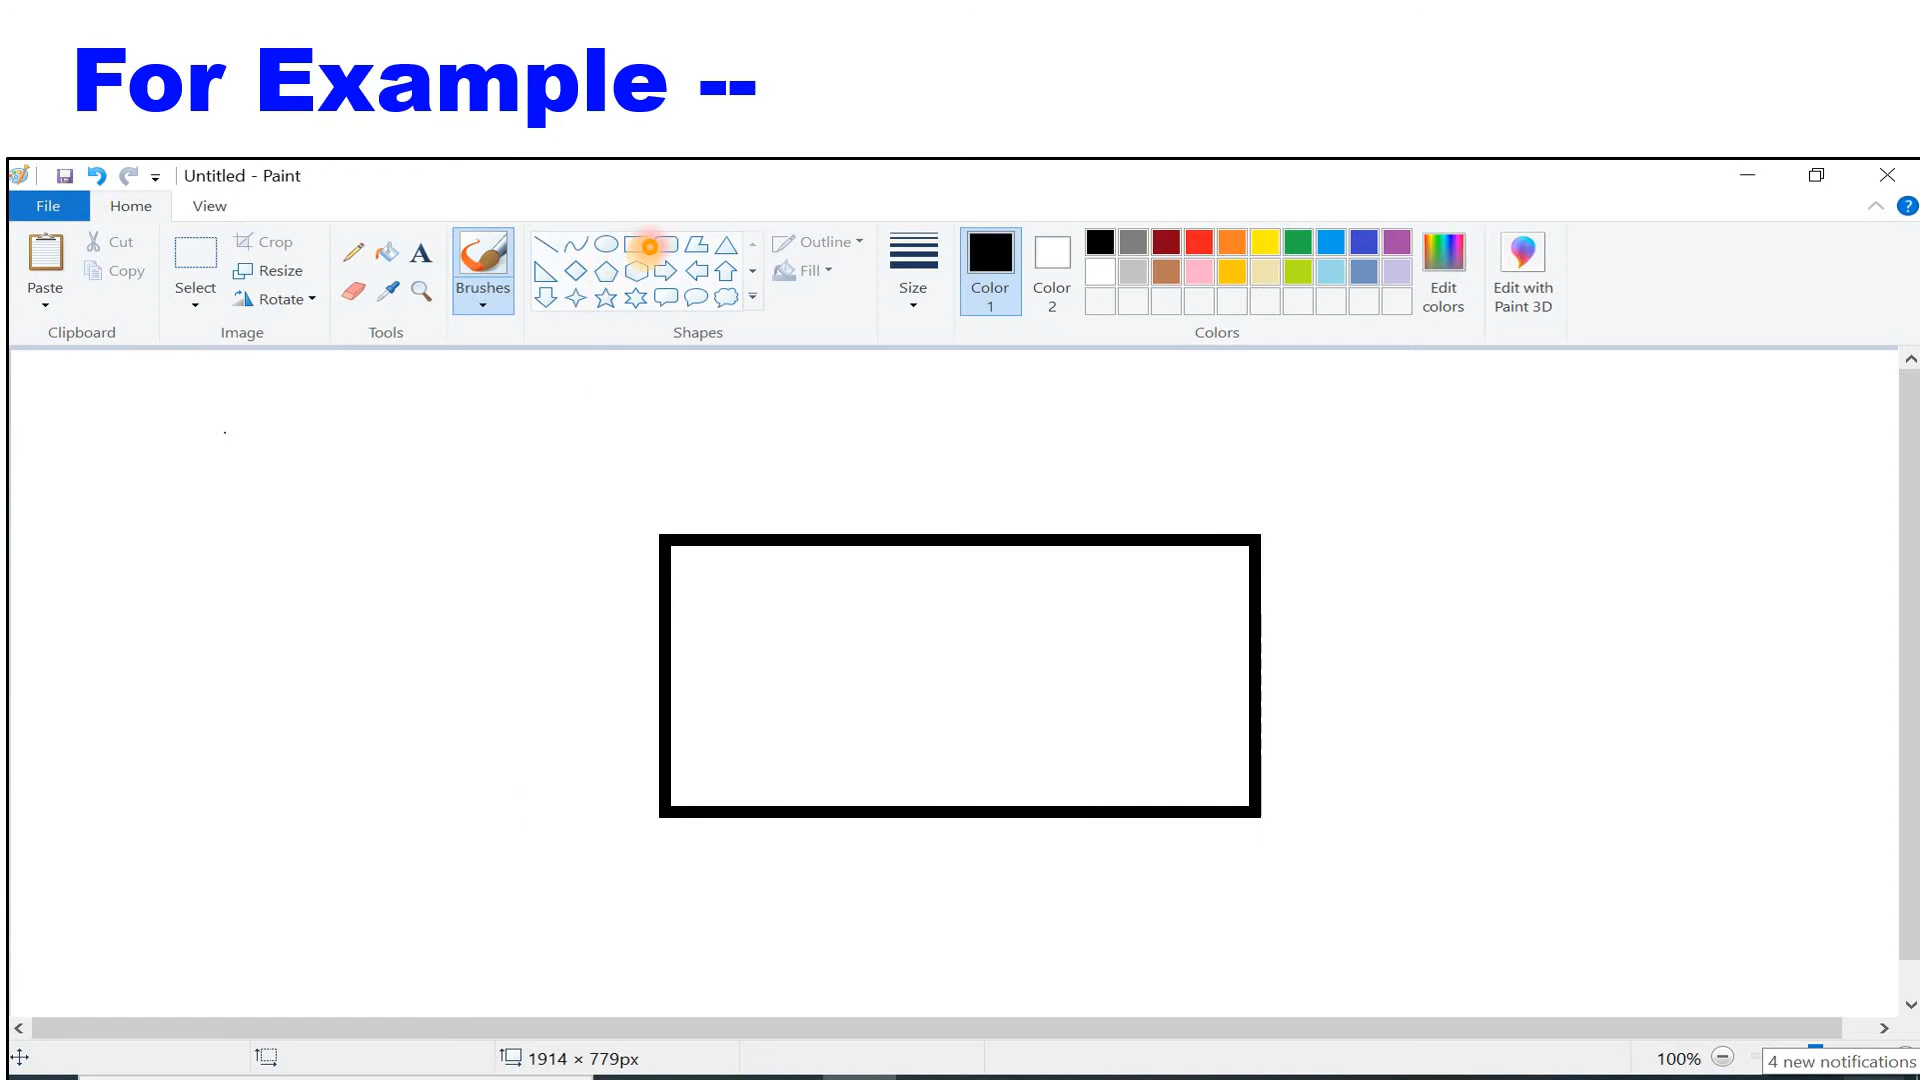 For Example --
Untitled - Paint
File Home View
Paste
Cut
Copy
Clipboard
Select
Crop
Resize
Rotate
Image
A
Tools
Brushes
Shapes
Outline
Fill
Size
Color 1
Color 2
Colors
Edit colors
Edit with Paint 3D
?
1914 × 779px
100%
4 new notifications